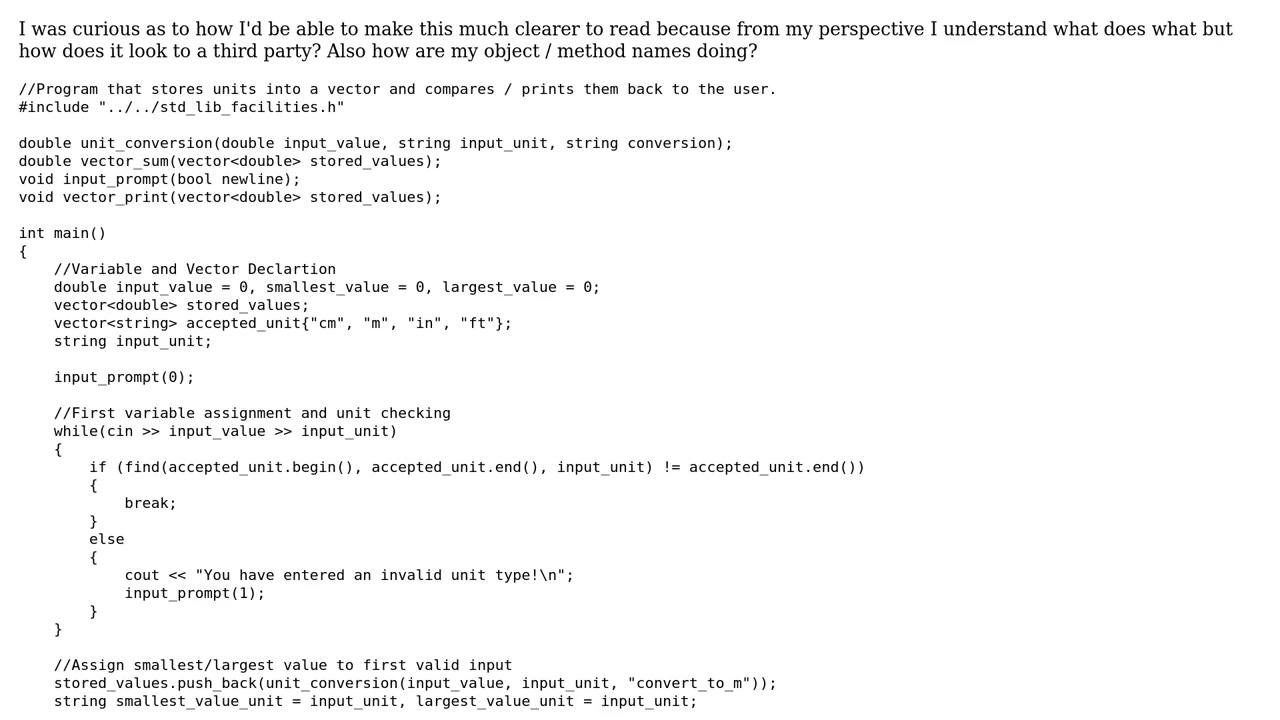 I was curious as to how I'd be able to make this much clearer to read because from my perspective I understand what does what but
how does it look to a third party? Also how are my object / method names doing?
//Program that stores units into a vector and compares / prints them back to the user.
#include "../../std_lib_facilities.h"
double unit_conversion(double input_value, string input_unit, string conversion);
double vector_sum(vector<double> stored_values);
void input_prompt(bool newline);
void vector_print(vector<double> stored_values);
int main()
{
    //Variable and Vector Declartion
    double input_value = 0, smallest_value = 0, largest_value = 0;
    vector<double> stored_values;
    vector<string> accepted_unit{"cm", "m", "in", "ft"};
    string input_unit;
    input_prompt(0);
    //First variable assignment and unit checking
    while(cin >> input_value >> input_unit)
    {
        if (find(accepted_unit.begin(), accepted_unit.end(), input_unit) != accepted_unit.end())
        {
            break;
        }
        else
        {
            cout << "You have entered an invalid unit type!\n";
            input_prompt(1);
        }
    }
    //Assign smallest/largest value to first valid input
    stored_values.push_back(unit_conversion(input_value, input_unit, "convert_to_m"));
    string smallest_value_unit = input_unit, largest_value_unit = input_unit;